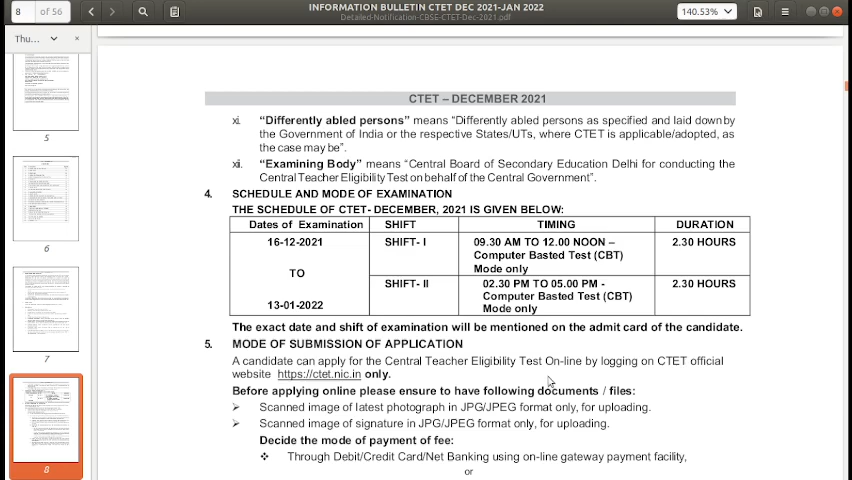 8 of 56
INFORMATION BULLETIN CTET DEC 2021-JAN 2022
Detailed-Notification-CBSE-CTET-Dec-2021.pdf
140.53%
Thu...
5
6
7
8
CTET – DECEMBER 2021
xi. “Differently abled persons” means “Differently abled persons as specified and laid down by
the Government of India or the respective States/UTs, where CTET is applicable/adopted, as
the case may be”.
xii. “Examining Body” means “Central Board of Secondary Education Delhi for conducting the
Central Teacher Eligibility Test on behalf of the Central Government”.
4. SCHEDULE AND MODE OF EXAMINATION
THE SCHEDULE OF CTET- DECEMBER, 2021 IS GIVEN BELOW:
Dates of Examination SHIFT TIMING DURATION
16-12-2021 SHIFT- I 09.30 AM TO 12.00 NOON – 2.30 HOURS
Computer Basted Test (CBT)
Mode only
TO
SHIFT- II 02.30 PM TO 05.00 PM - 2.30 HOURS
Computer Basted Test (CBT)
13-01-2022 Mode only
The exact date and shift of examination will be mentioned on the admit card of the candidate.
5. MODE OF SUBMISSION OF APPLICATION
A candidate can apply for the Central Teacher Eligibility Test On-line by logging on CTET official
website https://ctet.nic.in only.
Before applying online please ensure to have following documents / files:
➢ Scanned image of latest photograph in JPG/JPEG format only, for uploading.
➢ Scanned image of signature in JPG/JPEG format only, for uploading.
Decide the mode of payment of fee:
❖ Through Debit/Credit Card/Net Banking using on-line gateway payment facility,
or